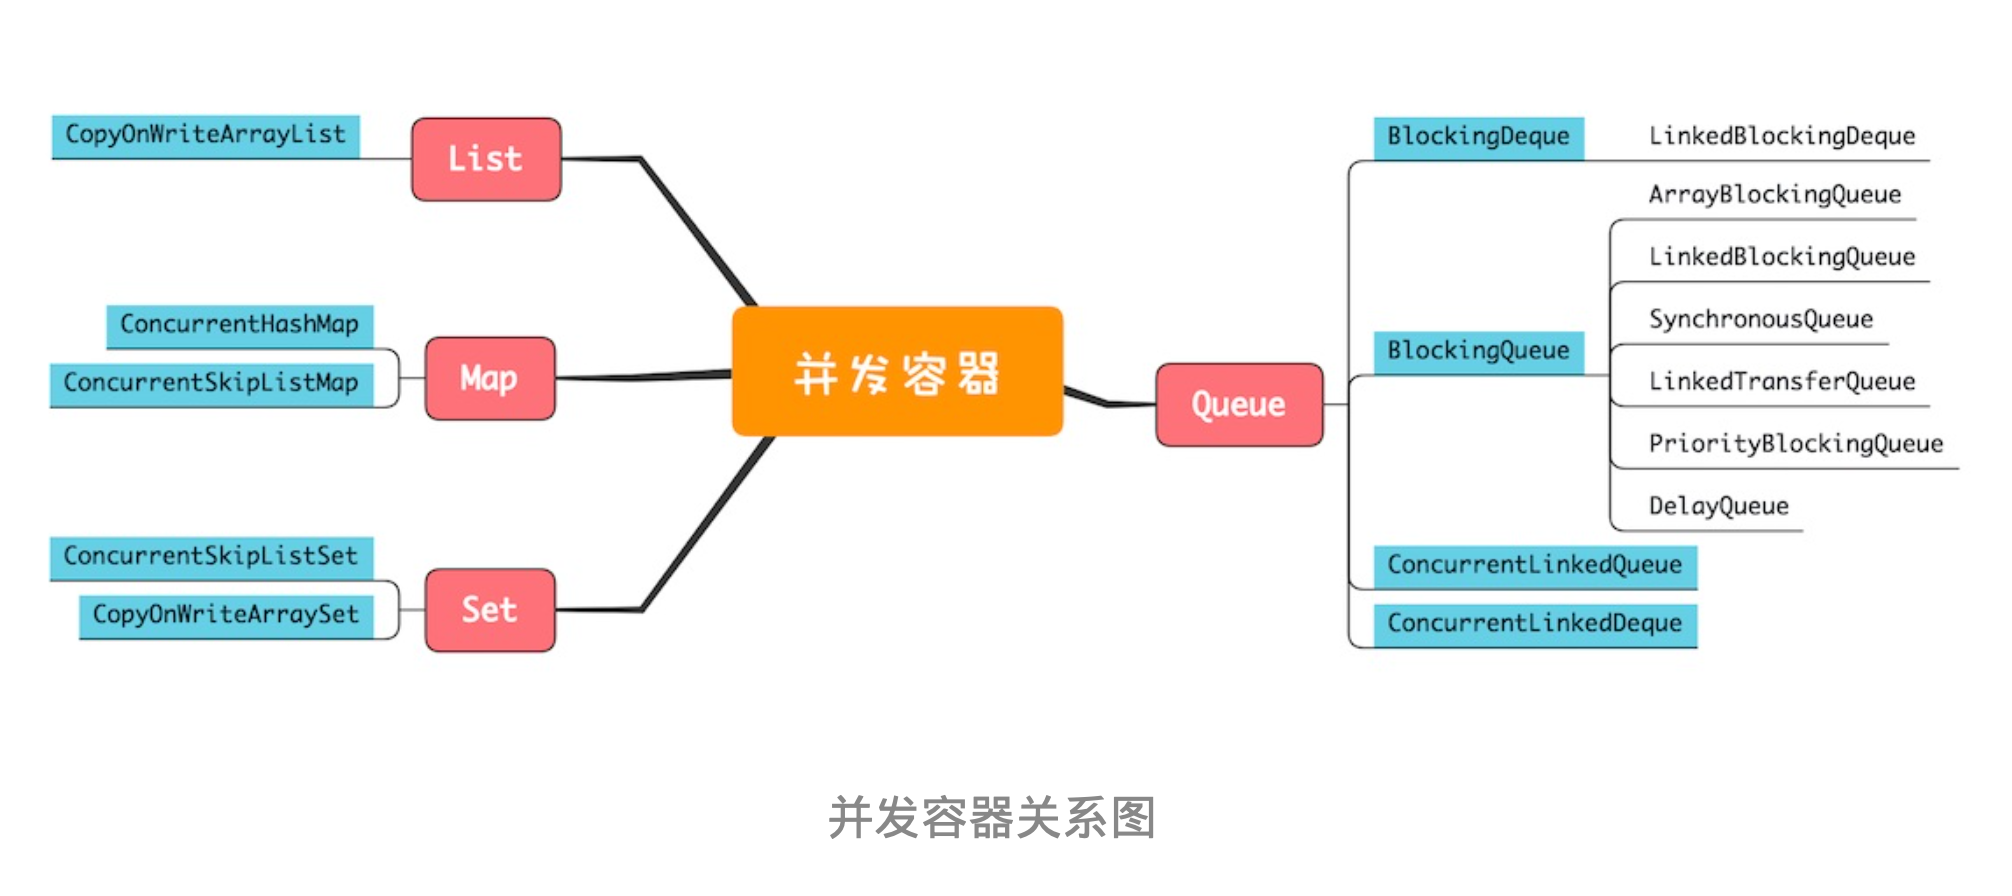 CopyOnWriteArrayList
List
ConcurrentHashMap
ConcurrentSkipListMap
Map
ConcurrentSkipListSet
CopyOnWriteArraySet
Set
并发容器
Queue
BlockingDeque
LinkedBlockingDeque
BlockingQueue
ArrayBlockingQueue
LinkedBlockingQueue
SynchronousQueue
LinkedTransferQueue
PriorityBlockingQueue
DelayQueue
ConcurrentLinkedQueue
ConcurrentLinkedDeque
并发容器关系图